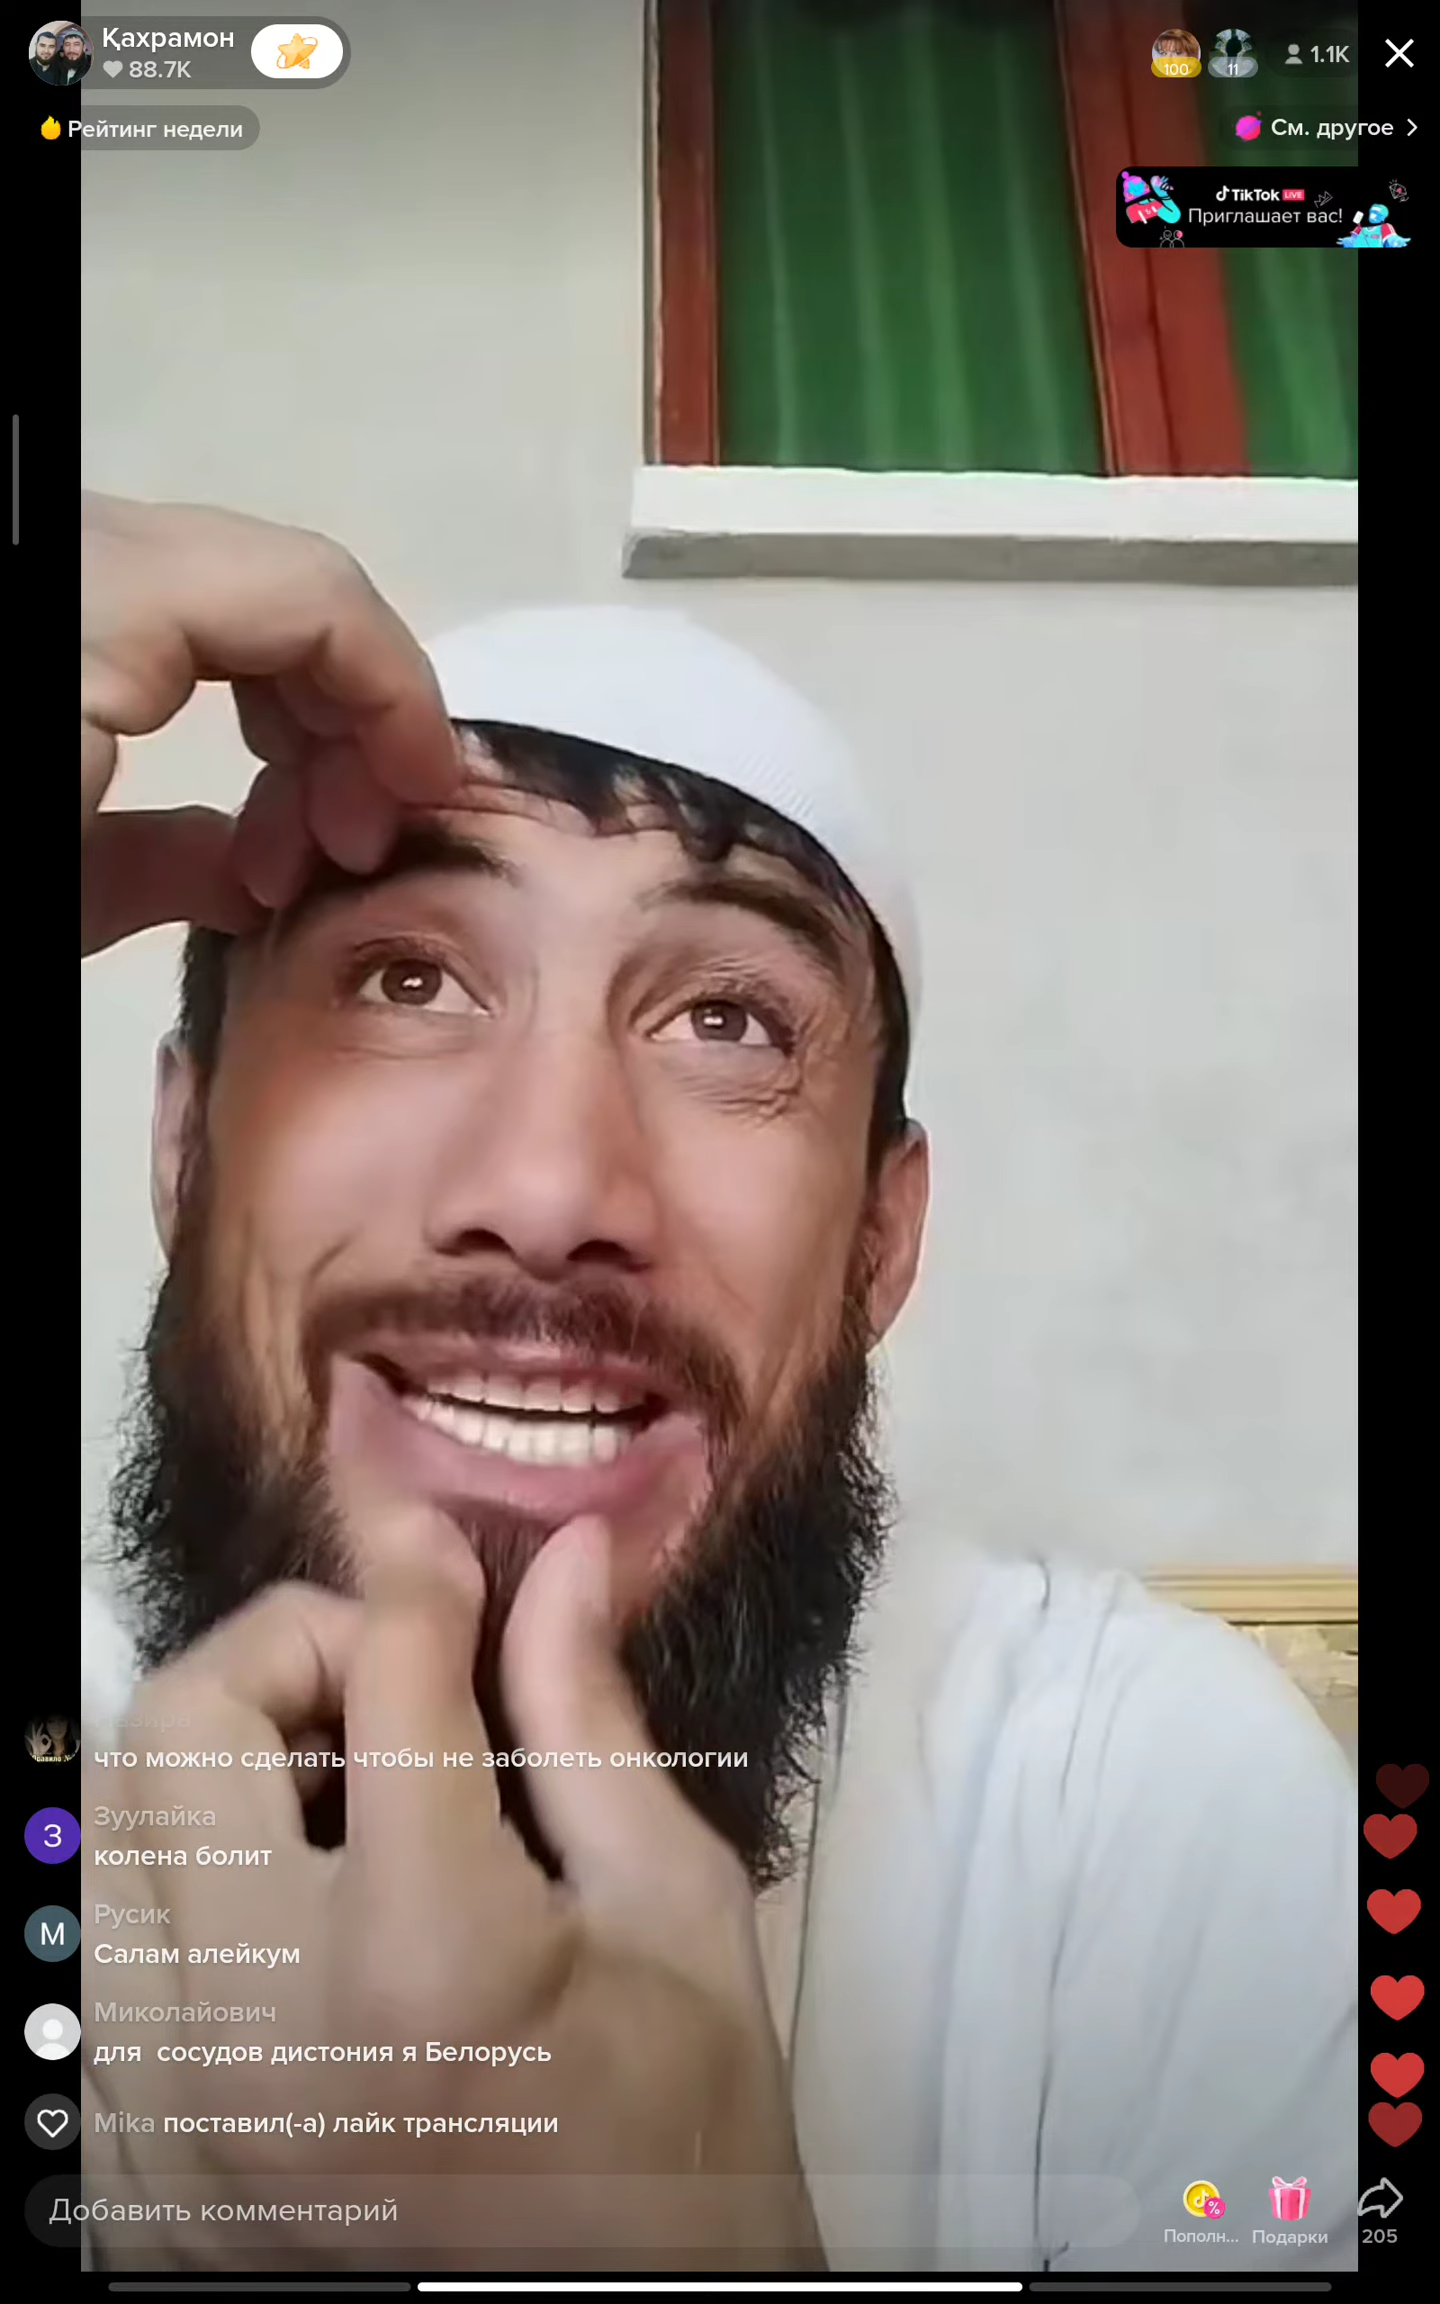 Қахрамон
88.7K
100
11
1.1K
Рейтинг недели
См. другое
TikTok LIVE
Приглашает вас!
Назира
что можно сделать чтобы не заболеть онкологии
З
Зуулайка
колена болит
М
Русик
Салам алейкум
Миколайович
для сосудов дистония я Белорусь
Mika поставил(-а) лайк трансляции
Добавить комментарий
Пополн...
Подарки
205